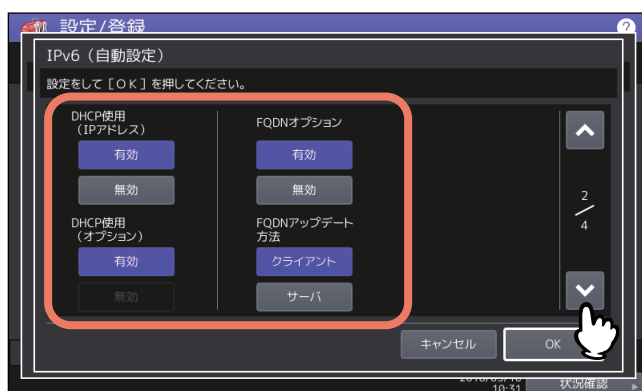 設定/登録
?
IPv6(自動設定)
設定をして[OK]を押してください。
DHCP使用
(IPアドレス)
有効
無効
DHCP使用
(オプション)
有効
無効
FQDNオプション
有効
無効
FQDNアップデート
方法
クライアント
サーバ
2
4
キャンセル
OK
10:31
状況確認